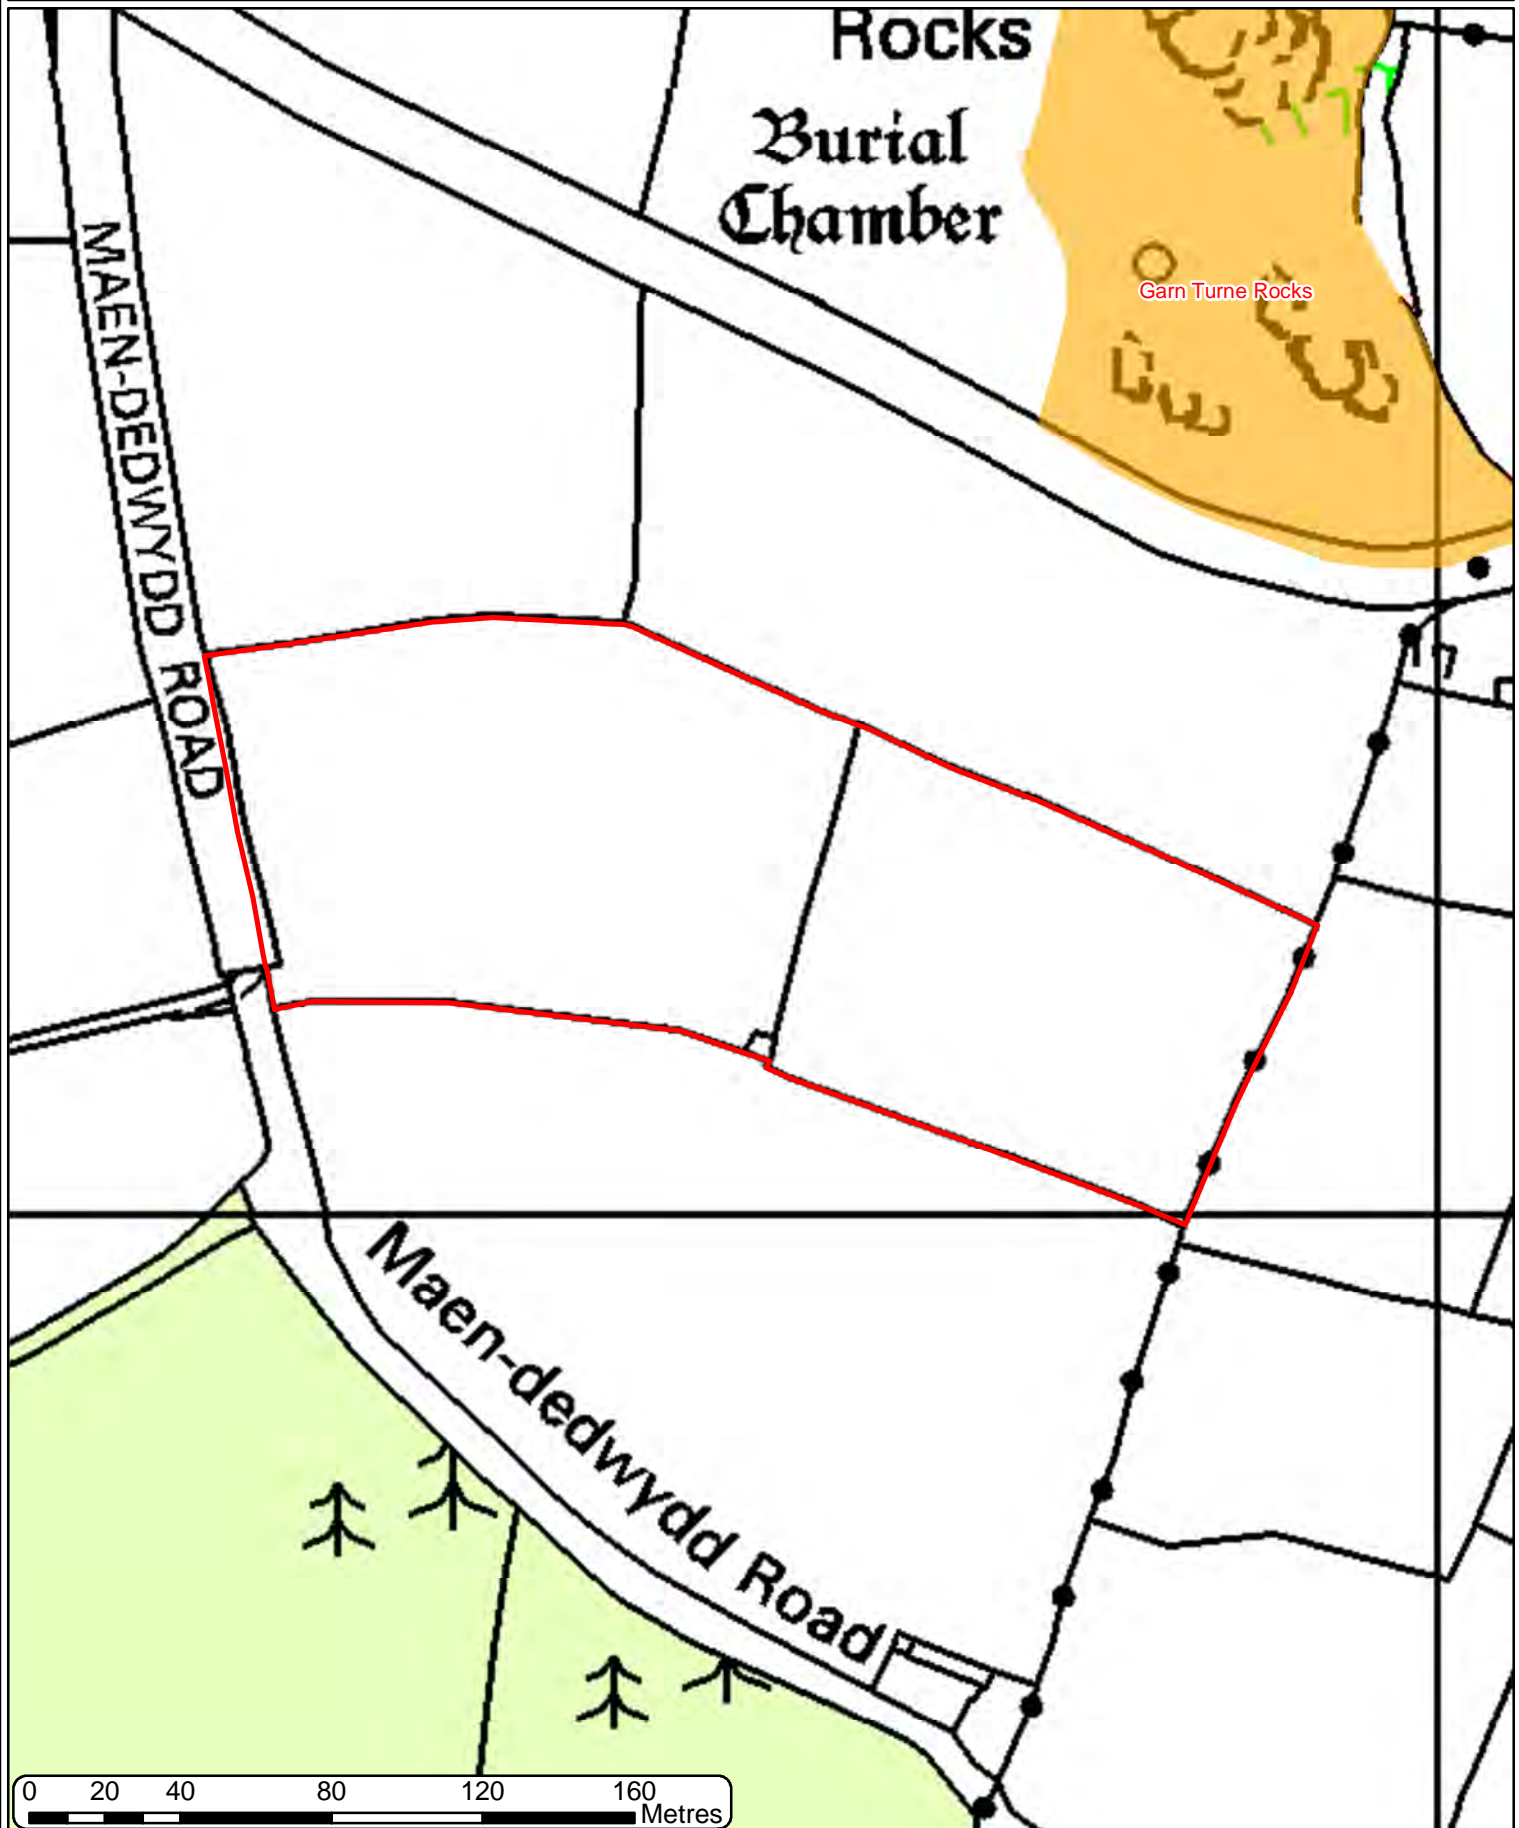 Rocks
Burial
Chamber
Garn Turne Rocks
MAEN-DEDWYDD ROAD
Maen-dedwydd Road
0 20 40 80 120 160
Metres